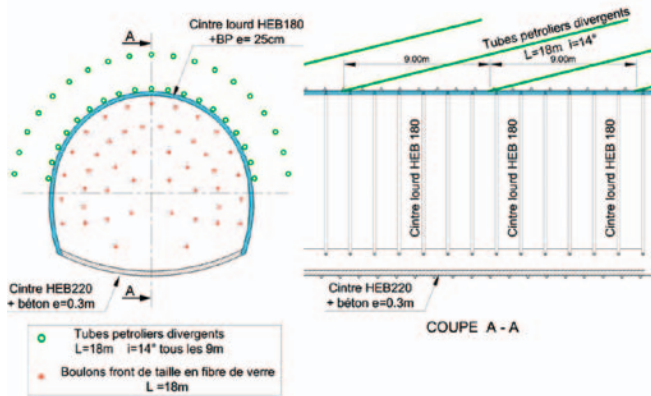 A
Cintre lourd HEB180
+BP e= 25cm
Cintre HEB220
+ béton e=0.3m
A
Tubes petroliers divergents
L=18m i=14° tous les 9m
Boulons front de taille en fibre de verre
L =18m
Tubes petroliers divergents
L=18m i=14°
9.00m
9.00m
Cintre lourd HEB 180
Cintre lourd HEB 180
Cintre lourd HEB 180
Cintre HEB220
+ béton e=0.3m
COUPE A - A